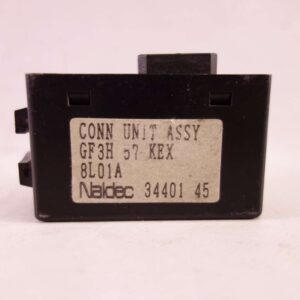 CONN UNIT ASSY
GF3H 57 KEX
8L01A
Naldec 34401 45